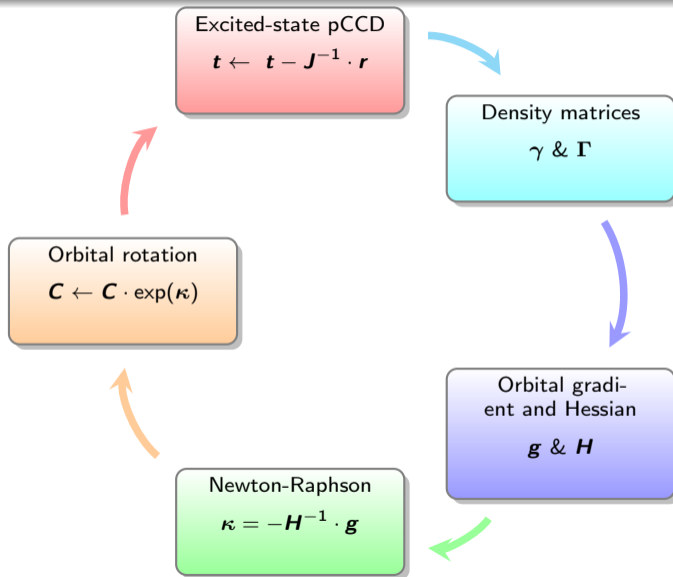 Excited-state pCCD
t ← t − J⁻¹ · r
Density matrices
γ & Γ
Orbital rotation
C ← C · exp(κ)
Orbital gradi-
ent and Hessian
g & H
Newton-Raphson
κ = −H⁻¹ · g